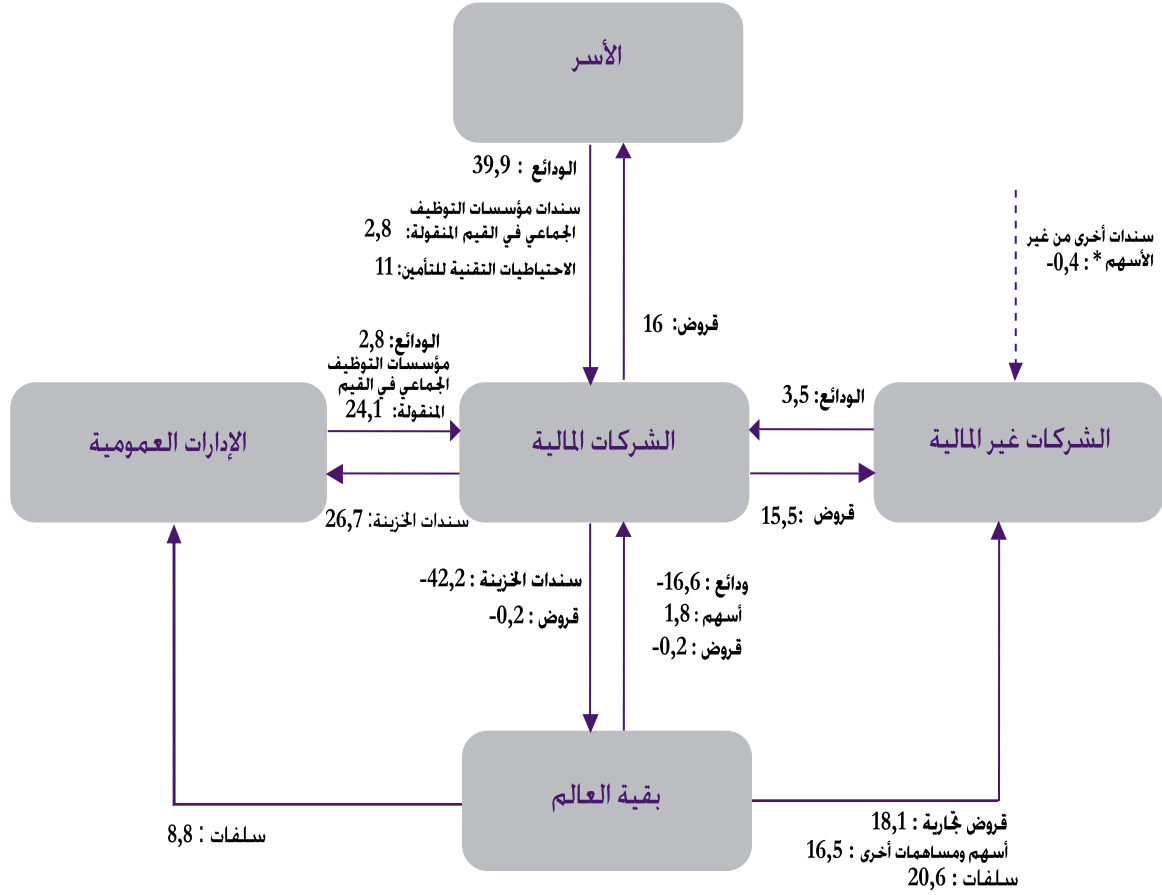 الأسر
الودائع : 39,9
سندات مؤسسات التوظيف
الجماعي في القيم المنقولة: 2,8
الاحتياطيات التقنية للتأمين: 11
قروض: 16
سندات أخرى من غير
الأسهم * : -0,4
الودائع: 2,8
مؤسسات التوظيف
الجماعي في القيم
المنقولة: 24,1
الودائع: 3,5
الشركات غير المالية
الشركات المالية
الإدارات العمومية
قروض: 15,5
سندات الخزينة: 26,7
سندات الخزينة : -42,2
قروض : -0,2
ودائع : -16,6
أسهم : 1,8
قروض : -0,2
بقية العالم
سلفات : 8,8
قروض تجارية : 18,1
أسهم ومساهمات أخرى : 16,5
سلفات : 20,6